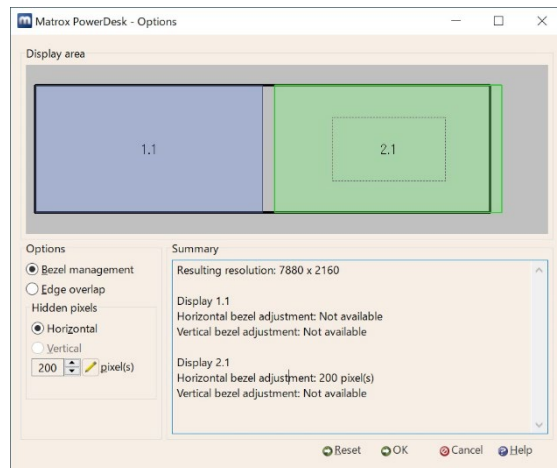 Matrox PowerDesk - Options
Display area
1.1
2.1
Options
Bezel management
Edge overlap
Hidden pixels
Horizontal
Vertical
200 pixel(s)
Summary
Resulting resolution: 7880 x 2160
Display 1.1
Horizontal bezel adjustment: Not available
Vertical bezel adjustment: Not available
Display 2.1
Horizontal bezel adjustment: 200 pixel(s)
Vertical bezel adjustment: Not available
Reset OK Cancel Help